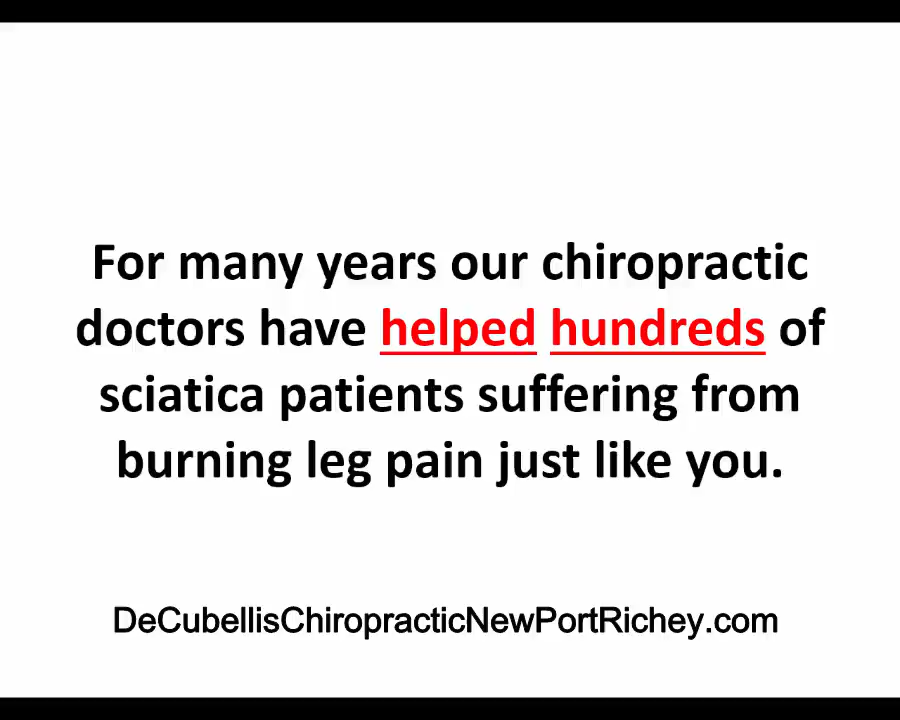 For many years our chiropractic
doctors have helped hundreds of
sciatica patients suffering from
burning leg pain just like you.
DeCubellisChiropracticNewPortRichey.com